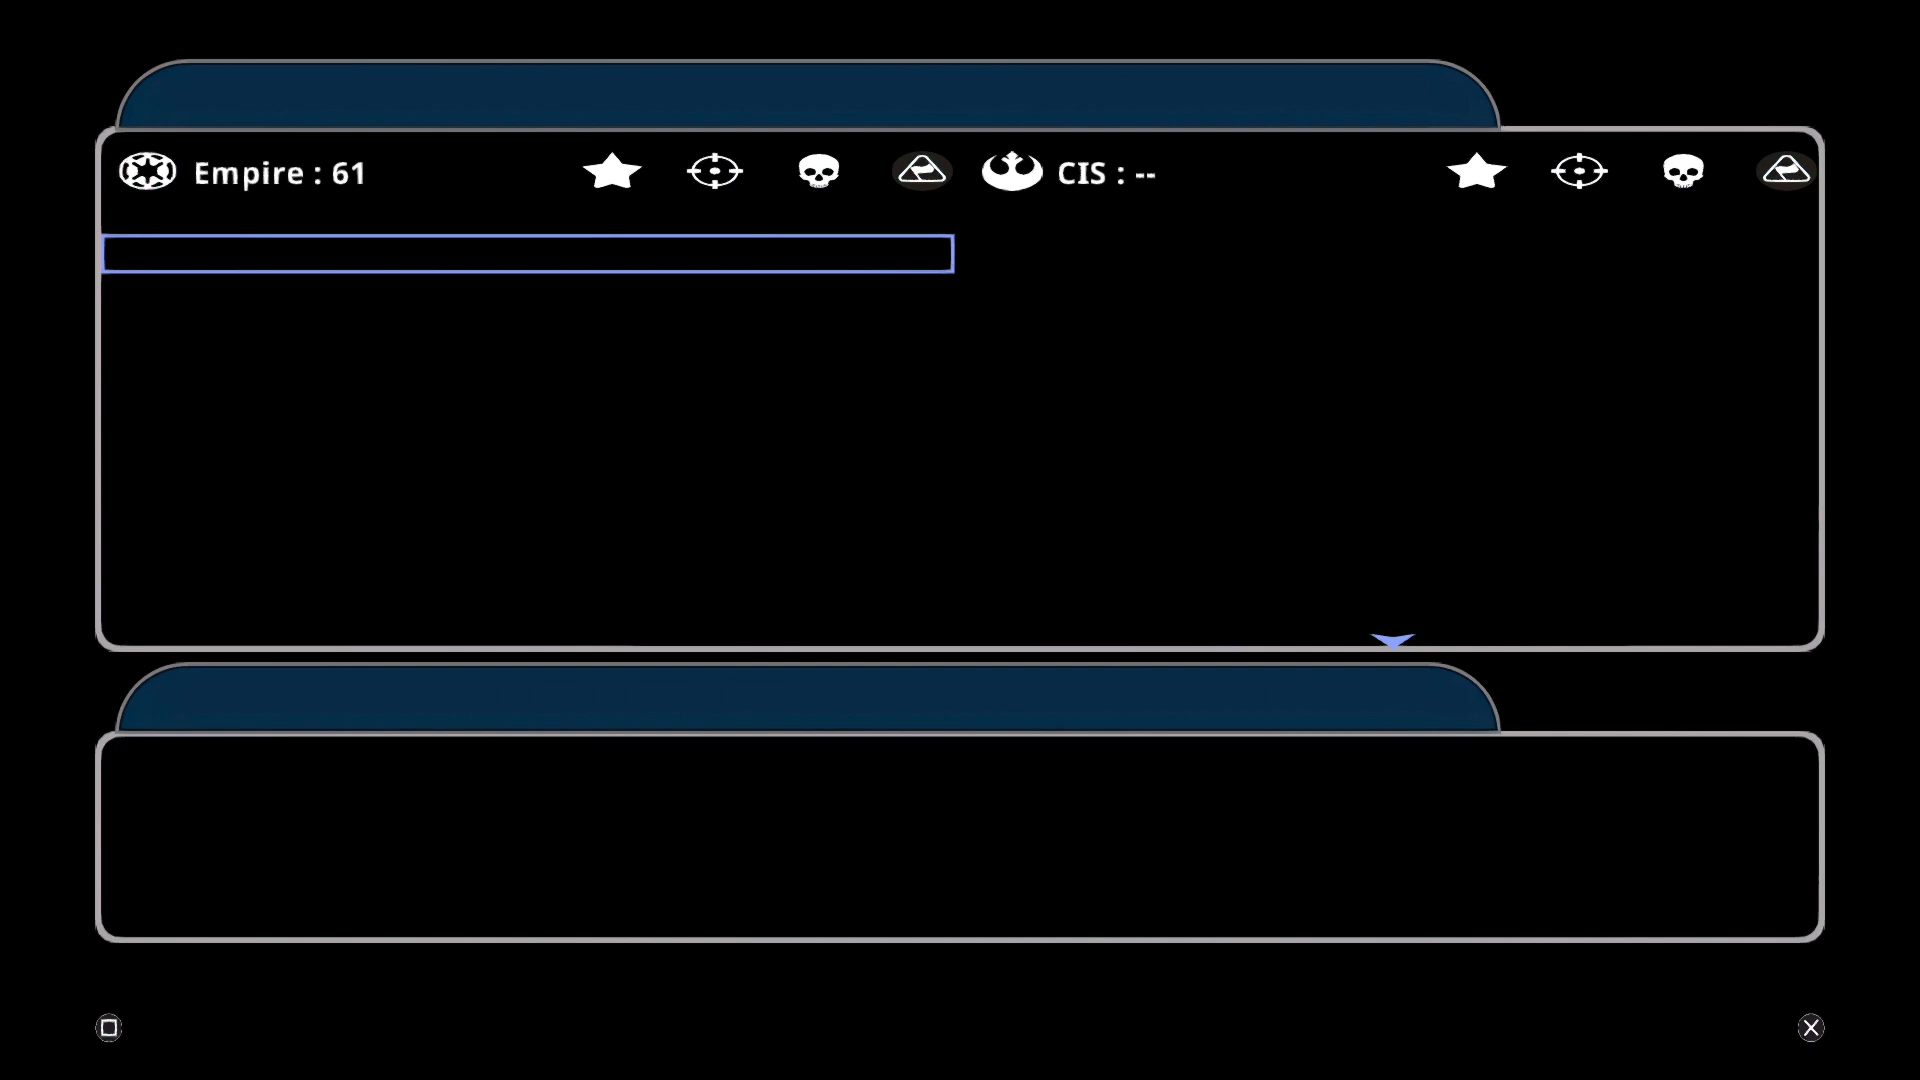 Empire : 61
CIS : --